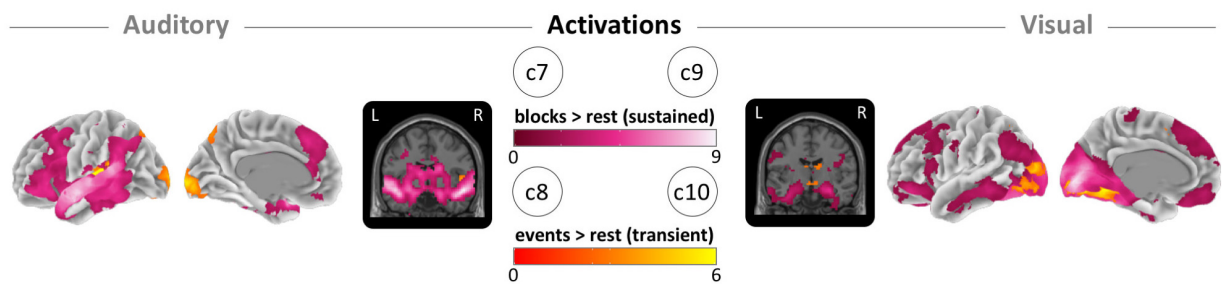 Auditory
Activations
Visual
c7
c9
L
R
blocks > rest (sustained)
0
9
L
R
c8
c10
events > rest (transient)
0
6